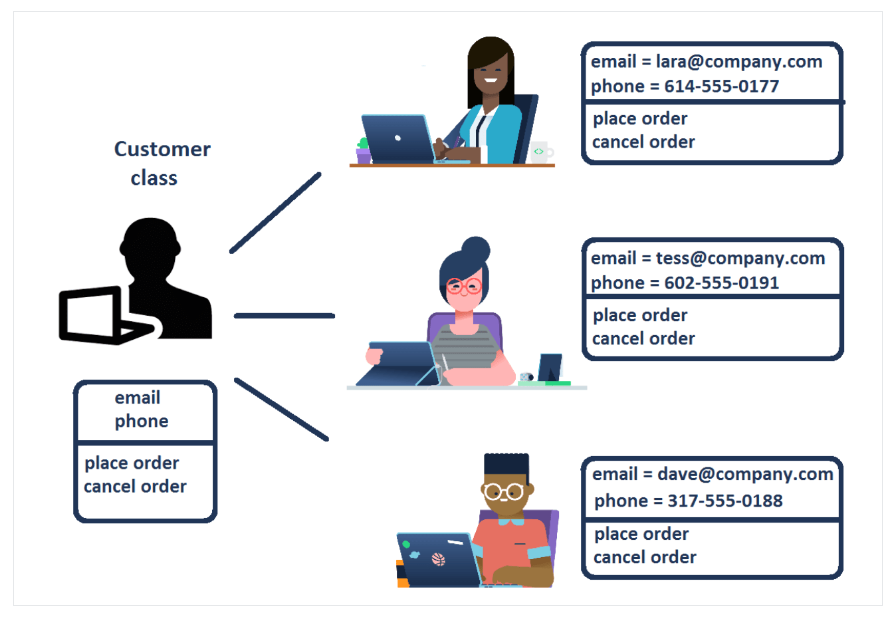 Customer
class
email
phone
place order
cancel order
email = lara@company.com
phone = 614-555-0177
place order
cancel order
email = tess@company.com
phone = 602-555-0191
place order
cancel order
email = dave@company.com
phone = 317-555-0188
place order
cancel order